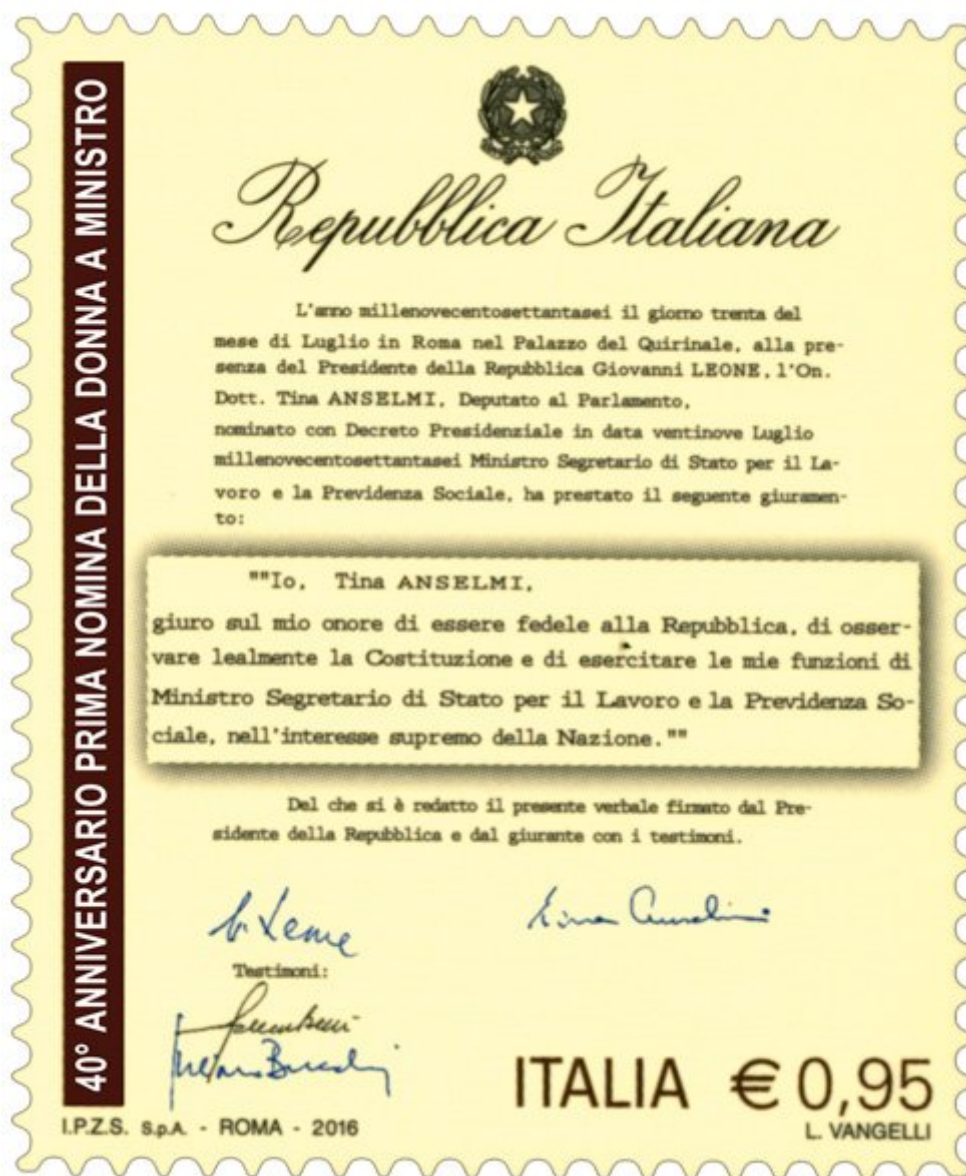 40° ANNIVERSARIO PRIMA NOMINA DELLA DONNA A MINISTRO
Repubblica Italiana
L'anno millenovecentosettantasei il giorno trenta del
mese di Luglio in Roma nel Palazzo del Quirinale, alla pre-
senza del Presidente della Repubblica Giovanni LEONE, l'On.
Dott. Tina ANSELMI, Deputato al Parlamento,
nominato con Decreto Presidenziale in data ventinove Luglio
millenovecentosettantasei Ministro Segretario di Stato per il La-
voro e la Previdenza Sociale, ha prestato il seguente giuramen-
to:
""Io, Tina ANSELMI,
giuro sul mio onore di essere fedele alla Repubblica, di osser-
vare lealmente la Costituzione e di esercitare le mie funzioni di
Ministro Segretario di Stato per il Lavoro e la Previdenza So-
ciale, nell'interesse supremo della Nazione.""
Del che si è redatto il presente verbale firmato dal Pre-
sidente della Repubblica e dal giurante con i testimoni.
G. Leone Tina Anselmi
Testimoni:
ITALIA € 0,95
I.P.Z.S. S.p.A. - ROMA - 2016 L. VANGELLI